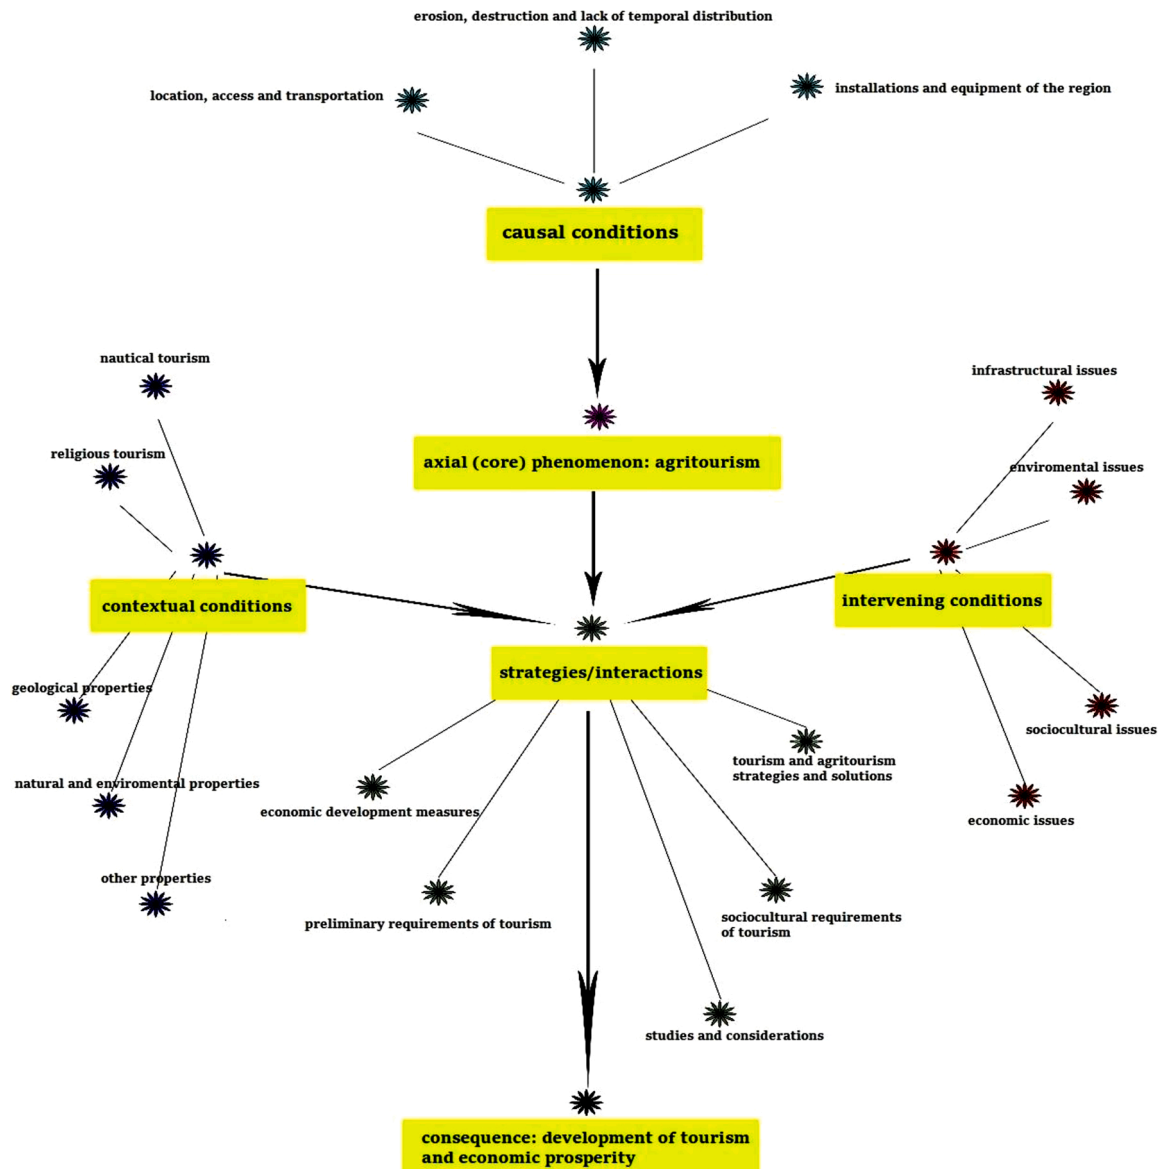 erosion, destruction and lack of temporal distribution
location, access and transportation
installations and equipment of the region
causal conditions
nautical tourism
religious tourism
infrastructural issues
enviromental issues
axial (core) phenomenon: agritourism
contextual conditions
intervening conditions
strategies/interactions
geological properties
natural and enviromental properties
other properties
sociocultural issues
economic issues
tourism and agritourism
strategies and solutions
economic development measures
preliminary requirements of tourism
sociocultural requirements
of tourism
studies and considerations
consequence: development of tourism
and economic prosperity